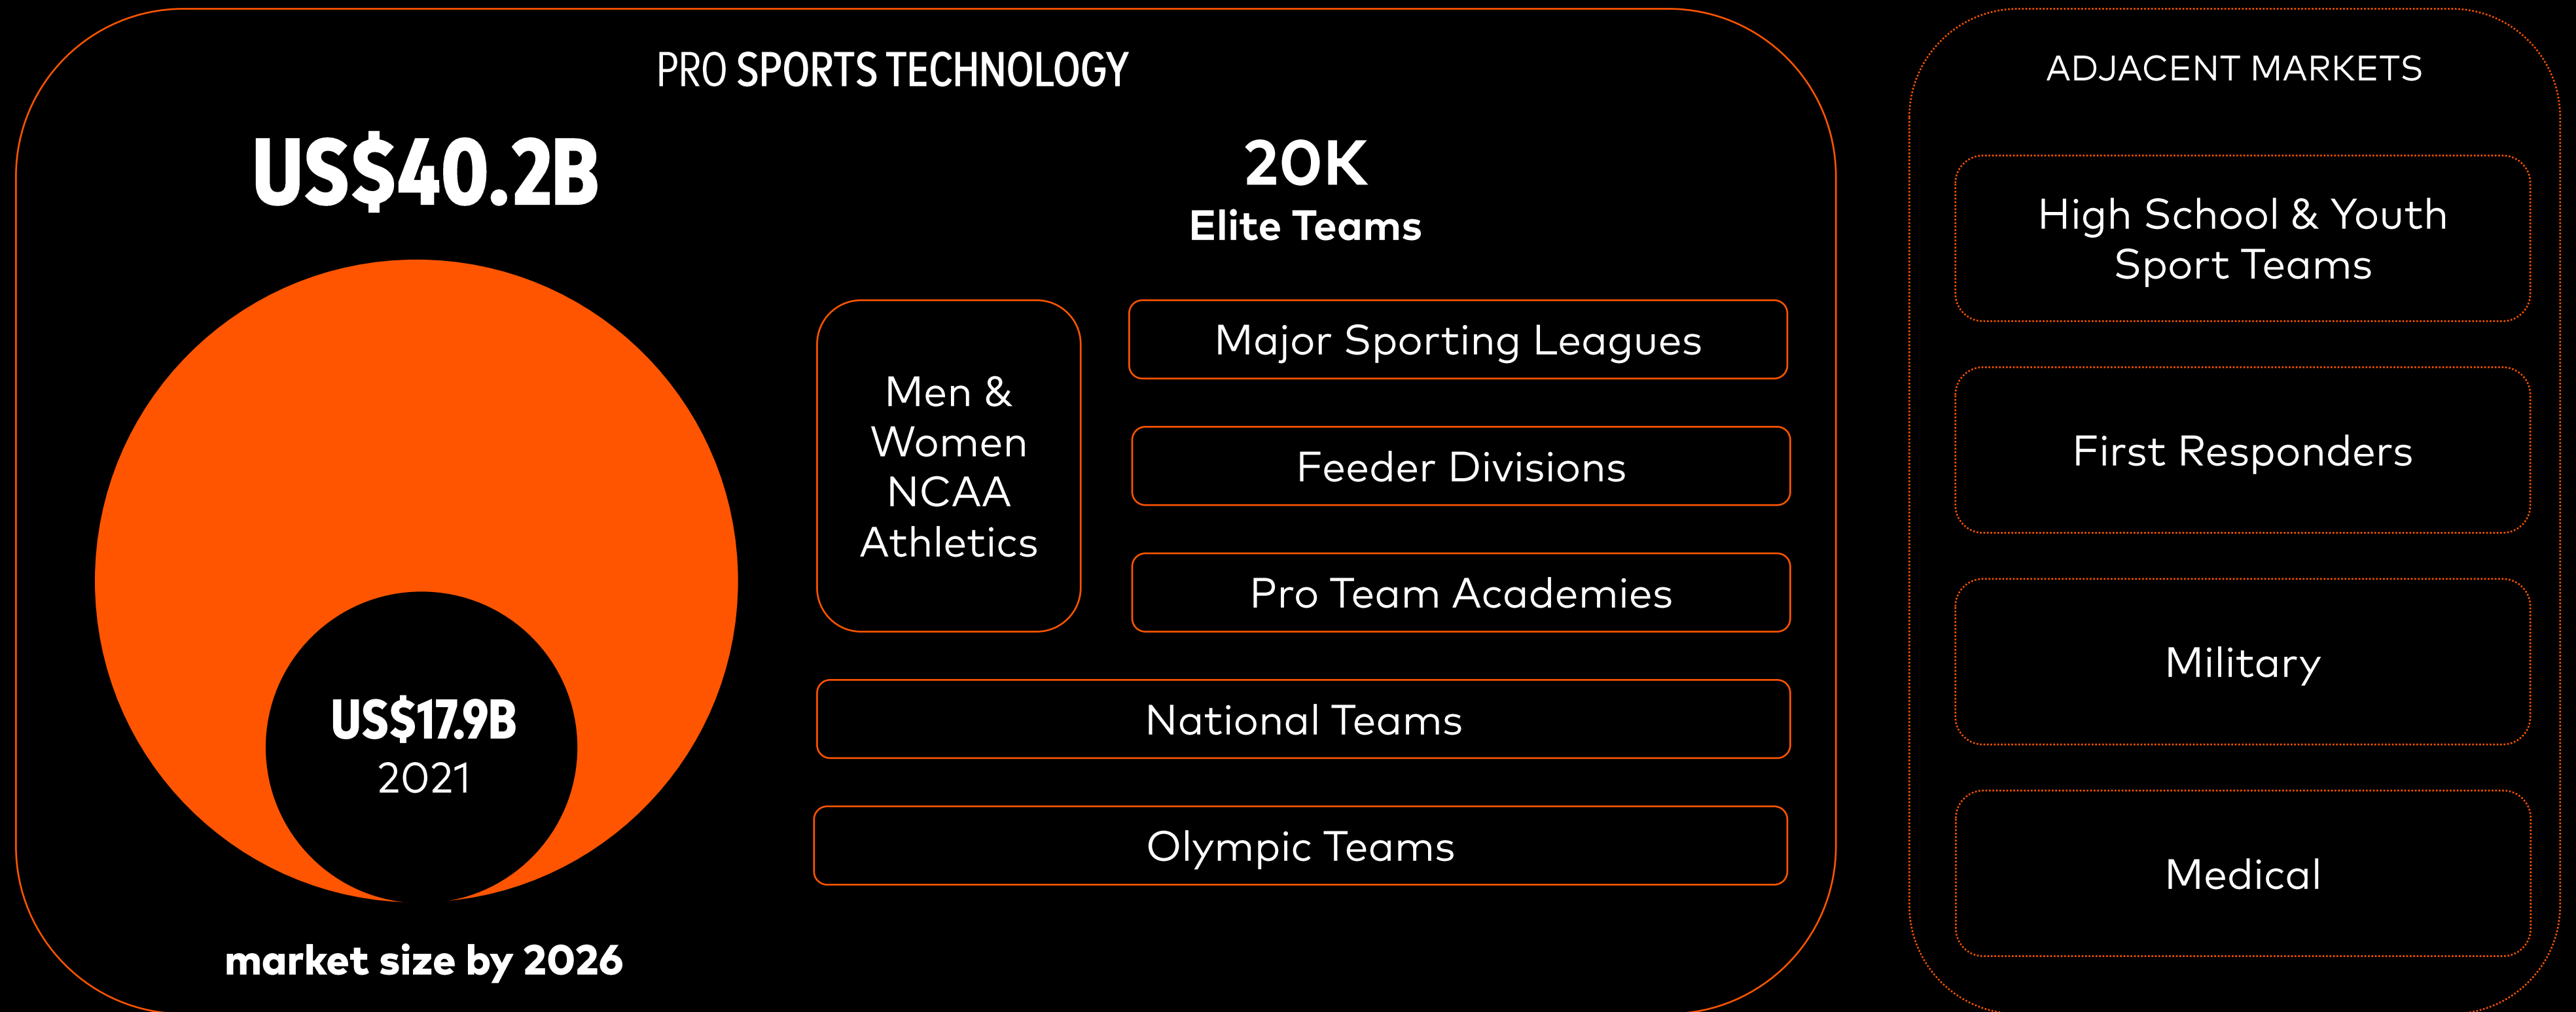 PRO SPORTS TECHNOLOGY
US$40.2B
US$17.9B
2021
market size by 2026
20K
Elite Teams
Men &
Women
NCAA
Athletics
Major Sporting Leagues
Feeder Divisions
Pro Team Academies
National Teams
Olympic Teams
ADJACENT MARKETS
High School & Youth
Sport Teams
First Responders
Military
Medical